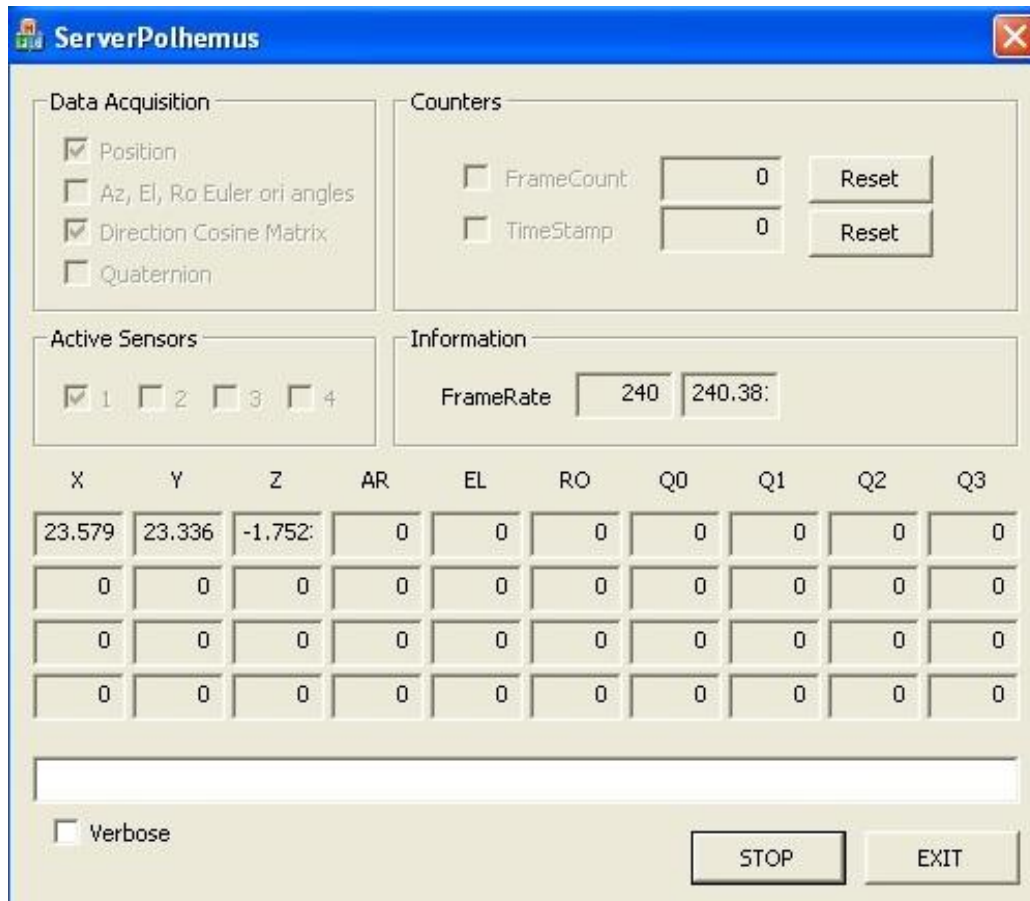 ServerPolhemus
Data Acquisition
Position
Az, El, Ro Euler ori angles
Direction Cosine Matrix
Quaternion
Counters
FrameCount 0 Reset
TimeStamp 0 Reset
Active Sensors
1 2 3 4
Information
FrameRate 240 240.38
X Y Z AR EL RO Q0 Q1 Q2 Q3
23.579 23.336 -1.752 0 0 0 0 0 0 0
0 0 0 0 0 0 0 0 0 0
0 0 0 0 0 0 0 0 0 0
0 0 0 0 0 0 0 0 0 0
Verbose
STOP EXIT